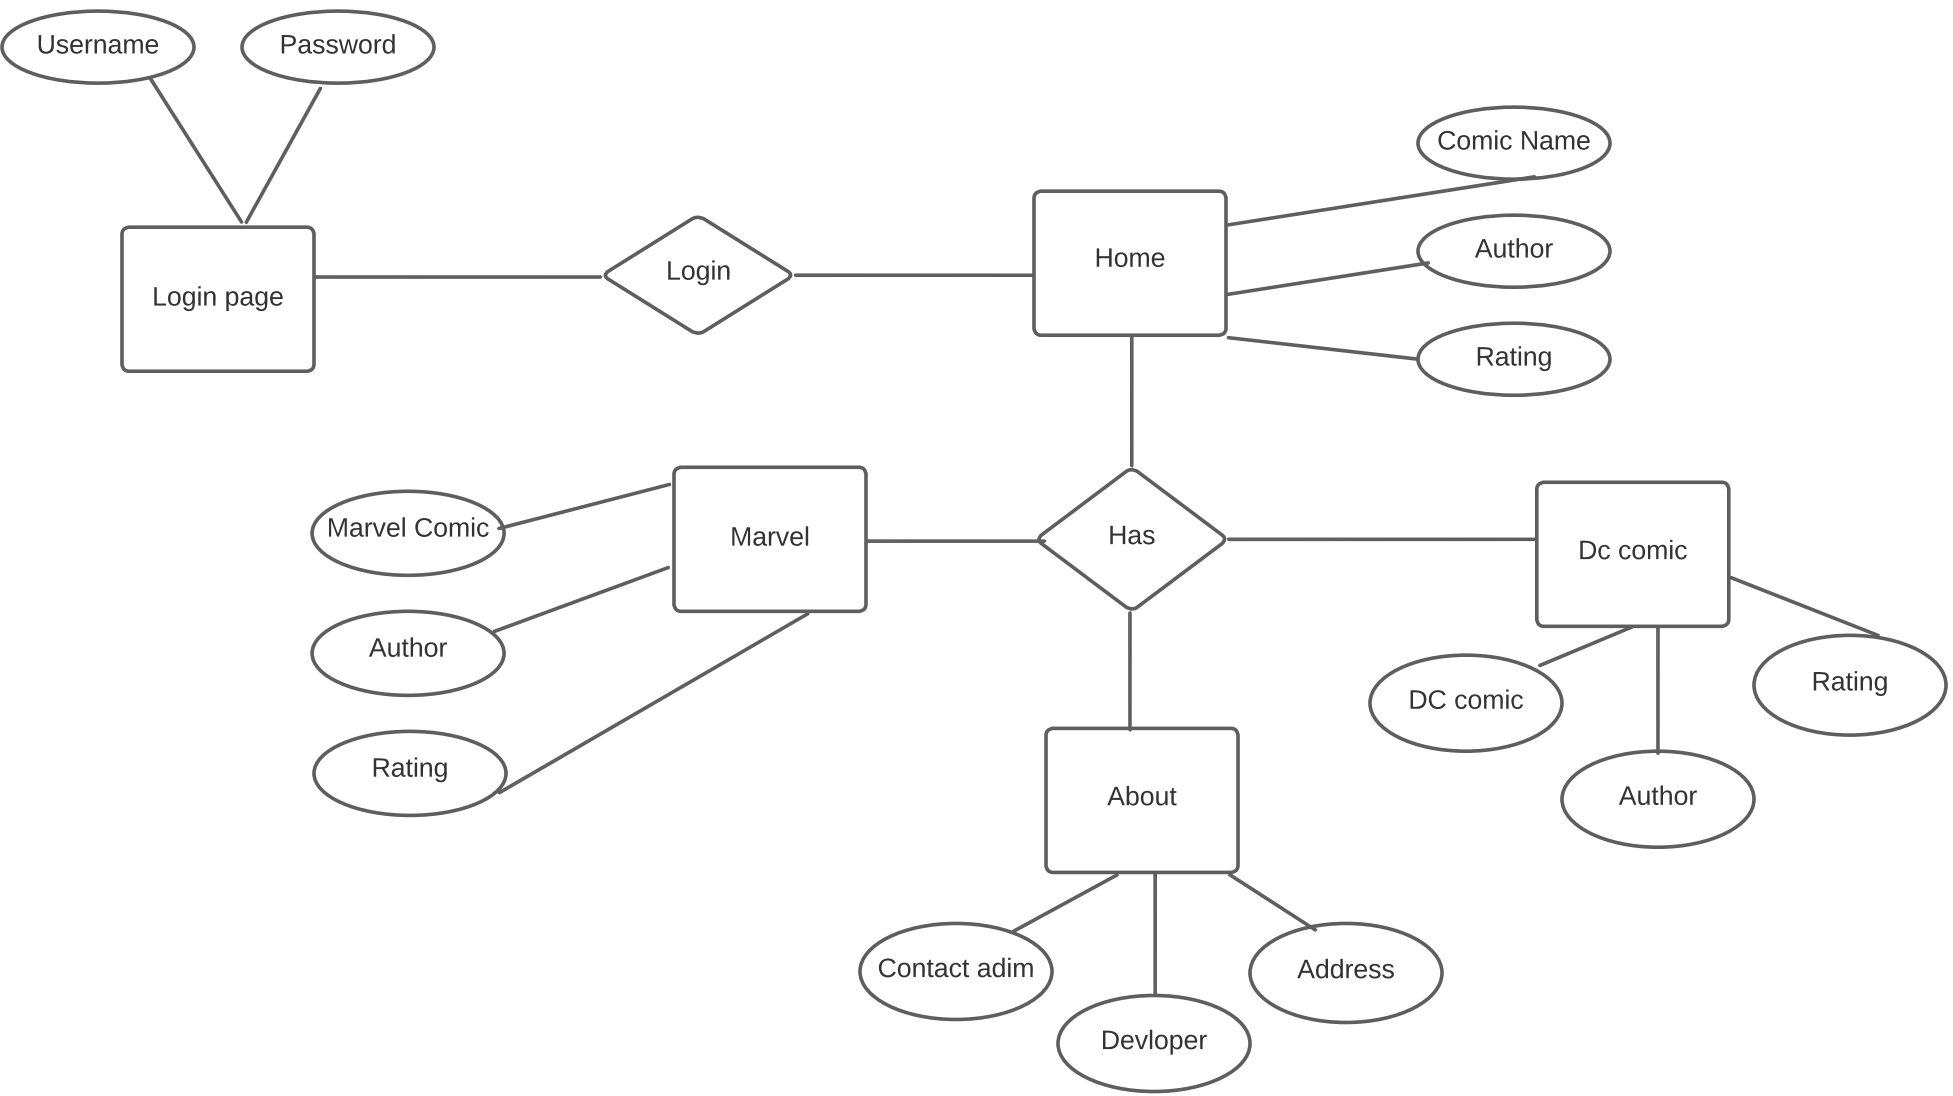 Username
Password
Comic Name
Author
Home
Login
Login page
Rating
Marvel Comic
Marvel
Has
Dc comic
Author
Rating
DC comic
Rating
About
Author
Contact adim
Address
Devloper